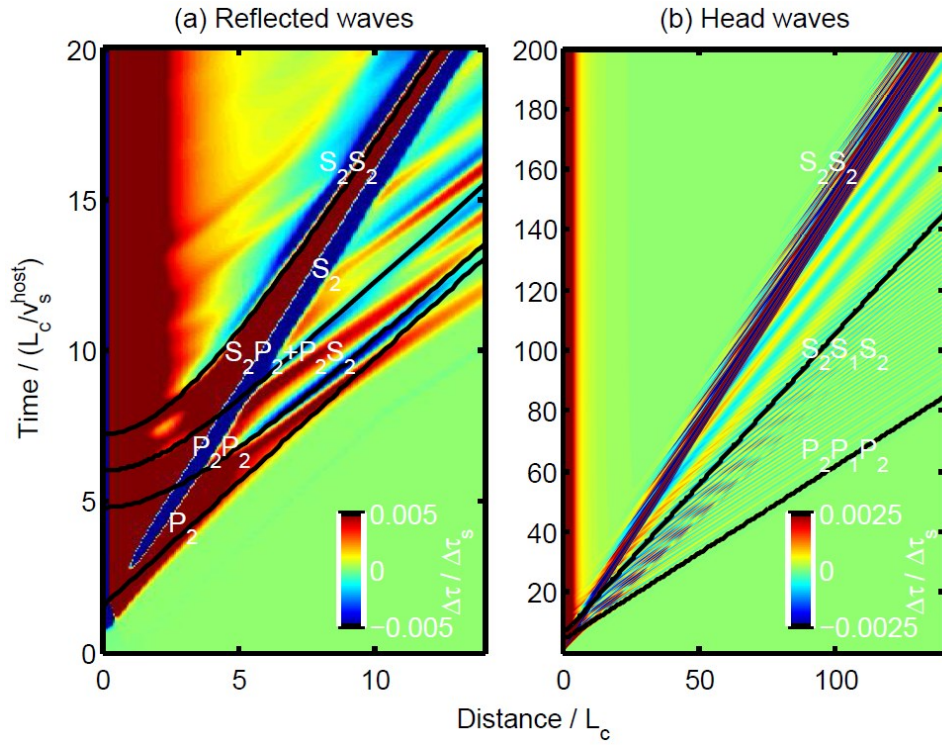 (a) Reflected waves
(b) Head waves
Time / (L_c/v_s^host)
20
15
10
5
0
0
5
10
S₂S₂
S₂
S₂P₂+P₂S₂
P₂P₂
P₂
0.005
0
−0.005
Δτ / Δτ_s
200
180
160
140
120
100
80
60
40
20
0
50
100
S₂S₂
S₂S₁S₂
P₂P₁P₂
0.0025
0
−0.0025
Δτ / Δτ_s
Distance / L_c